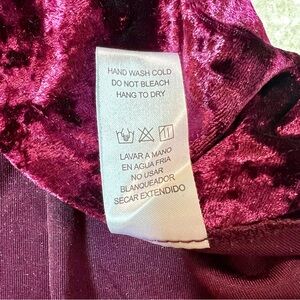 HAND WASH COLD
DO NOT BLEACH
HANG TO DRY
LAVAR A MANO
EN AGUA FRIA
NO USAR
BLANQUEADOR
SECAR EXTENDIDO